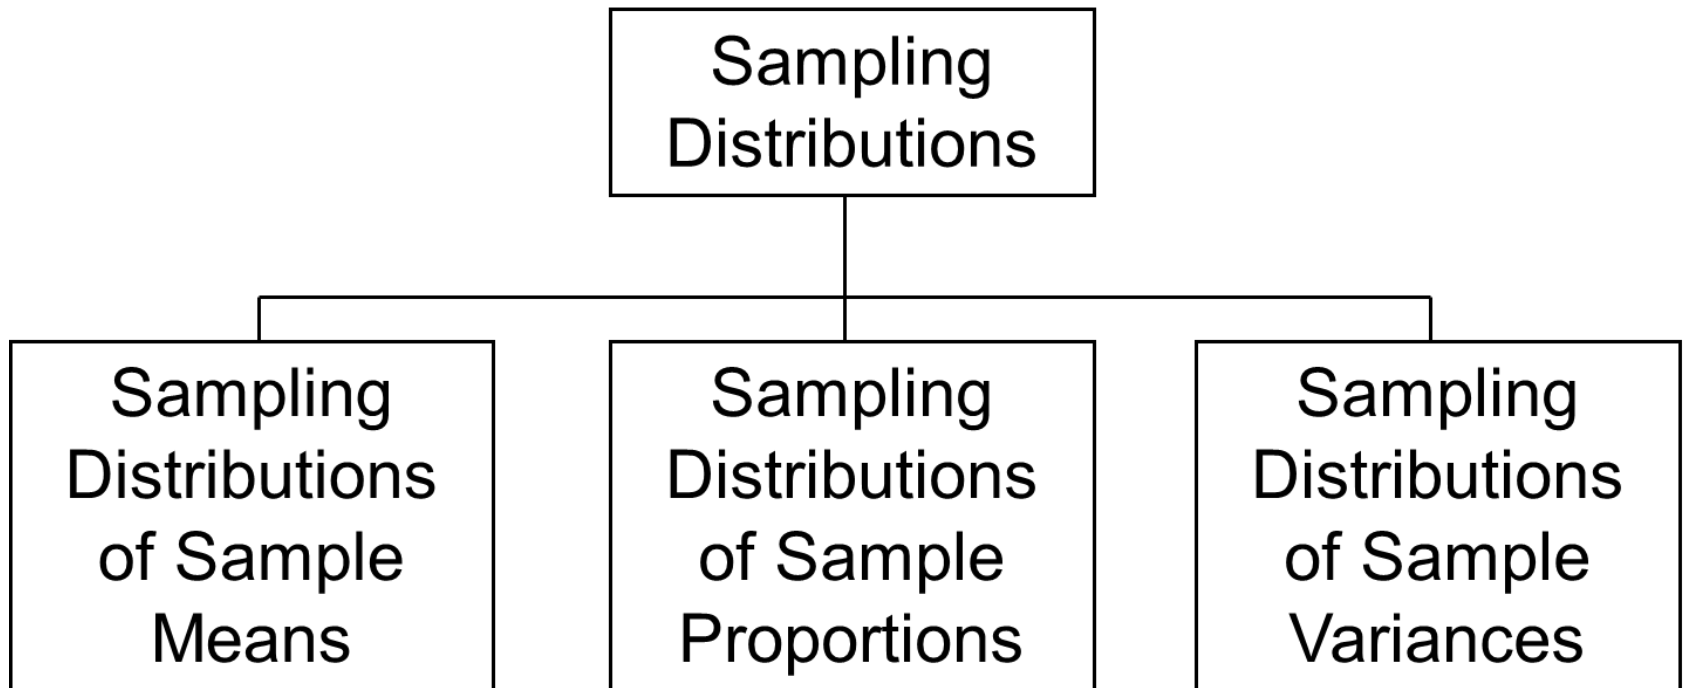 Sampling
Distributions
Sampling
Distributions
of Sample
Means
Sampling
Distributions
of Sample
Proportions
Sampling
Distributions
of Sample
Variances